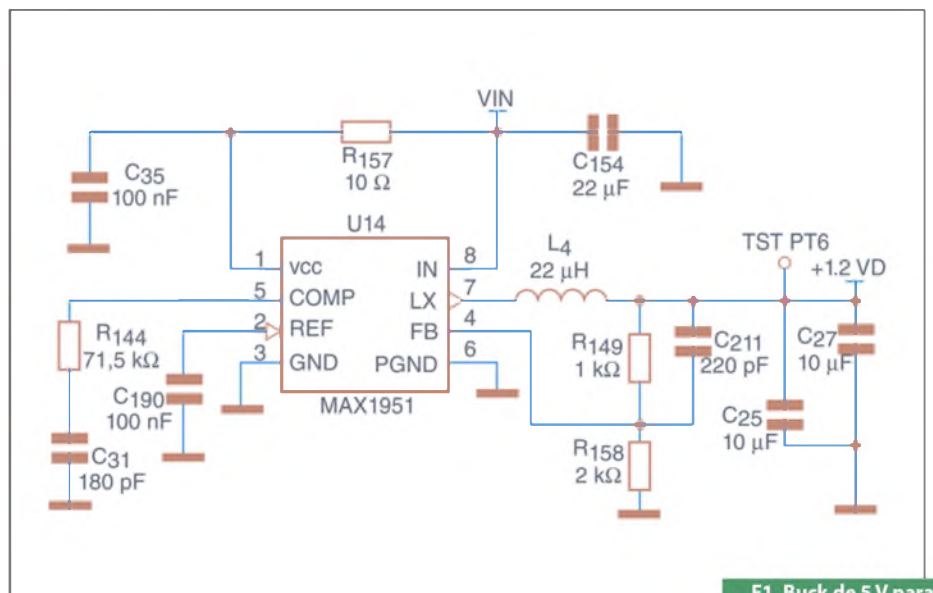 VIN
R157
10 Ω
C154
22 µF
C35
100 nF
U14
1
vcc
IN
8
5
COMP
LX
7
2
REF
FB
4
3
GND
PGND
6
MAX1951
L4
22 µH
TST PT6
+1.2 VD
R144
71,5 kΩ
C190
100 nF
C31
180 pF
R149
1 kΩ
C211
220 pF
C27
10 µF
C25
10 µF
R158
2 kΩ